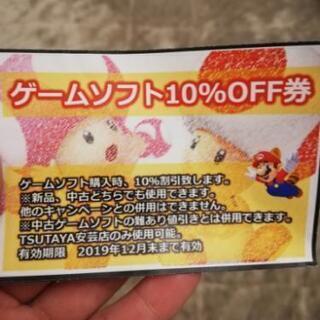 ゲームソフト10%OFF券
ゲームソフト購入時、10%割引致します。
※新品、中古どちらでも使用できます。
他のキャンペーンとの併用はできません。
※中古ゲームソフトの難あり値引きとは併用できます。
TSUTAYA安芸店のみ使用可能。
有効期限　2019年12月末まで有効